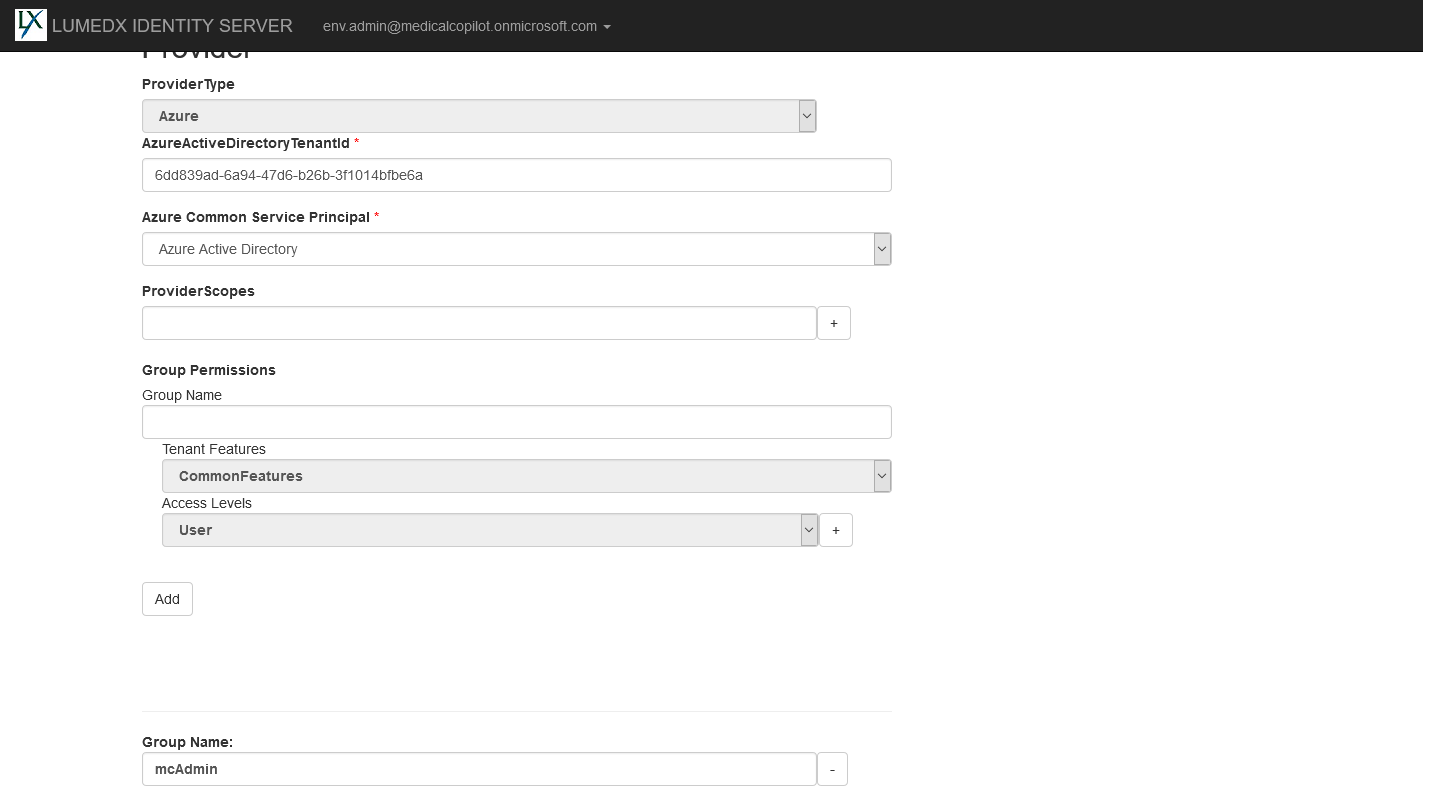 LX LUMEDX IDENTITY SERVER env.admin@medicalcopilot.onmicrosoft.com
Provider
ProviderType
Azure
AzureActiveDirectoryTenantId *
6dd839ad-6a94-47d6-b26b-3f1014bfbe6a
Azure Common Service Principal *
Azure Active Directory
ProviderScopes
+
Group Permissions
Group Name
Tenant Features
CommonFeatures
Access Levels
User +
Add
Group Name:
mcAdmin -